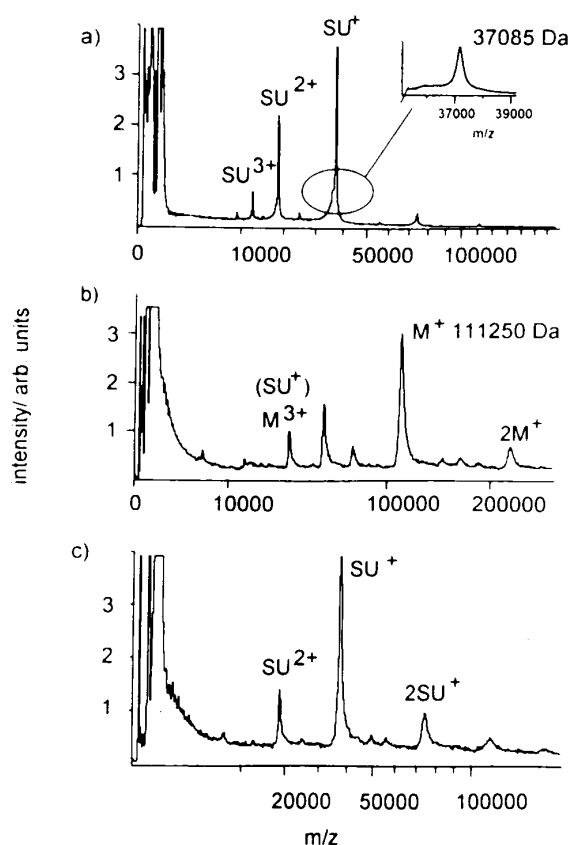 a)
SU+
37085 Da
3
SU2+
2
SU3+
1
37000 39000
m/z
0 10000 50000 100000
b)
M+ 111250 Da
3
2
(SU+)
M3+
1
2M+
0 10000 100000 200000
intensity/ arb units
c)
SU+
3
2
SU2+
2SU+
1
20000 50000 100000
m/z